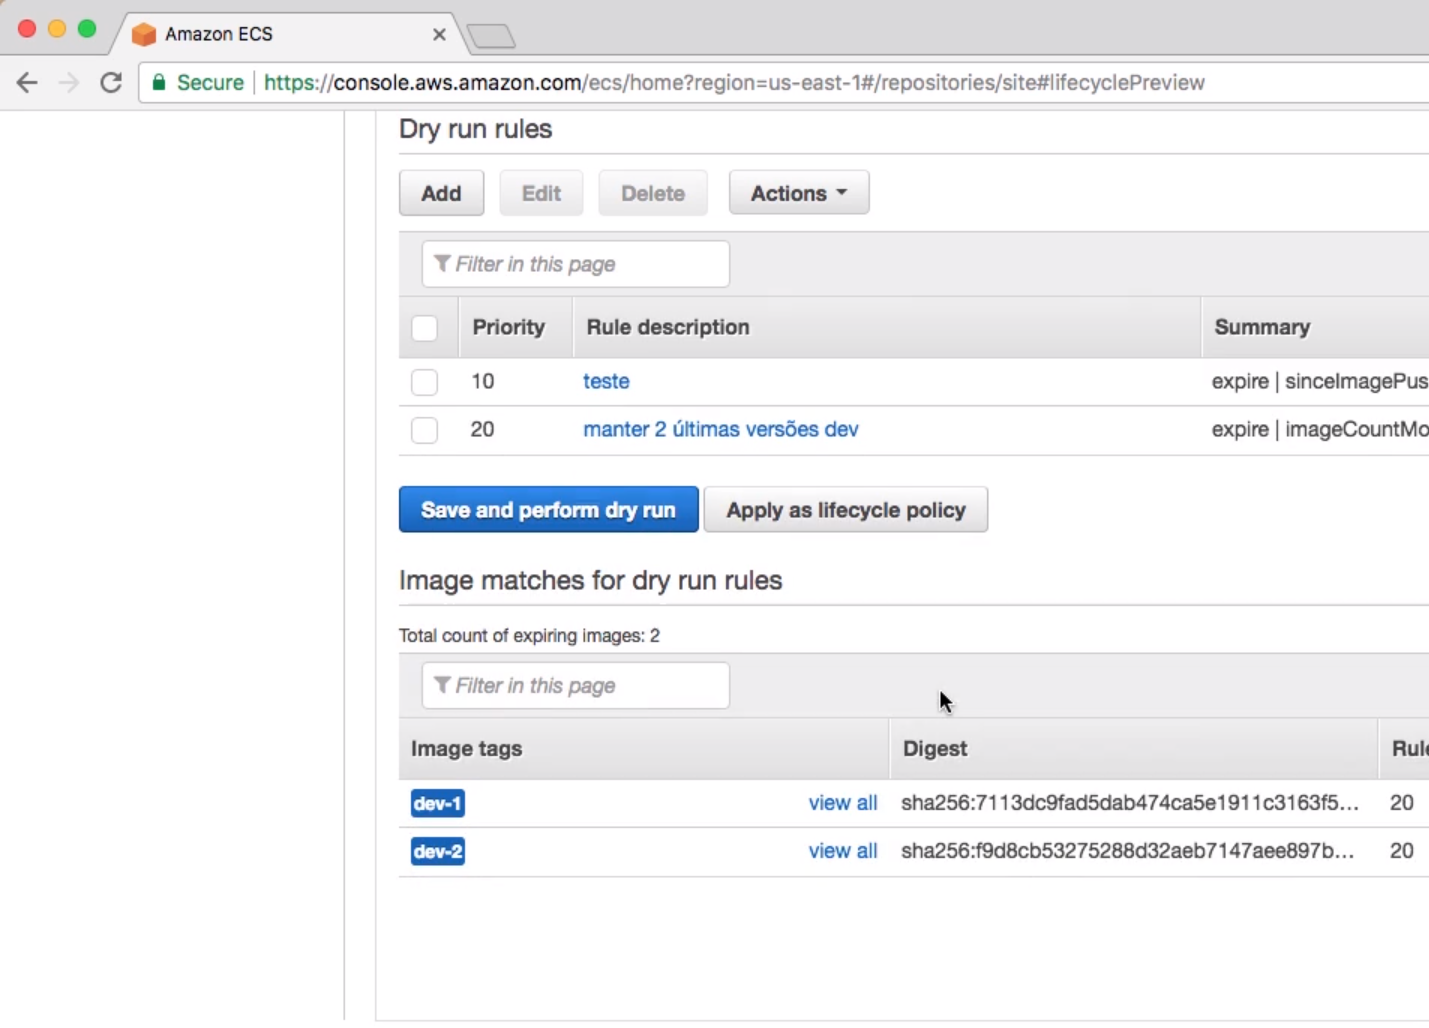 Amazon ECS
Secure https://console.aws.amazon.com/ecs/home?region=us-east-1#/repositories/site#lifecyclePreview
Dry run rules
Add Edit Delete Actions
Filter in this page
Priority Rule description Summary
10 teste expire | sinceImagePus
20 manter 2 últimas versões dev expire | imageCountMo
Save and perform dry run Apply as lifecycle policy
Image matches for dry run rules
Total count of expiring images: 2
Filter in this page
Image tags Digest Rule
dev-1 view all sha256:7113dc9fad5dab474ca5e1911c3163f5... 20
dev-2 view all sha256:f9d8cb53275288d32aeb7147aee897b... 20